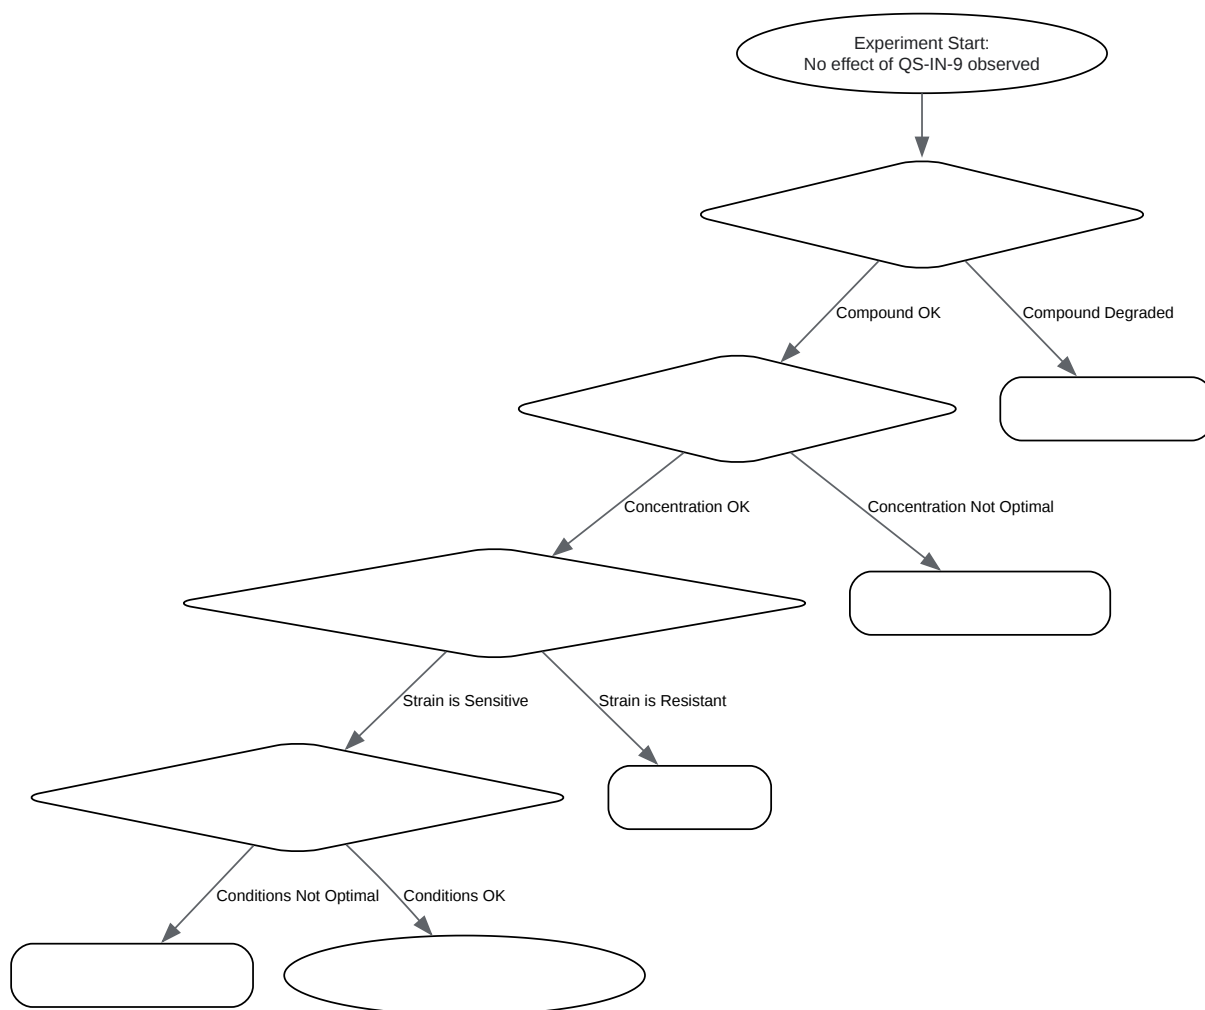 Experiment Start:
No effect of QS-IN-9 observed
Compound OK
Compound Degraded
Concentration OK
Concentration Not Optimal
Strain is Sensitive
Strain is Resistant
Conditions Not Optimal
Conditions OK